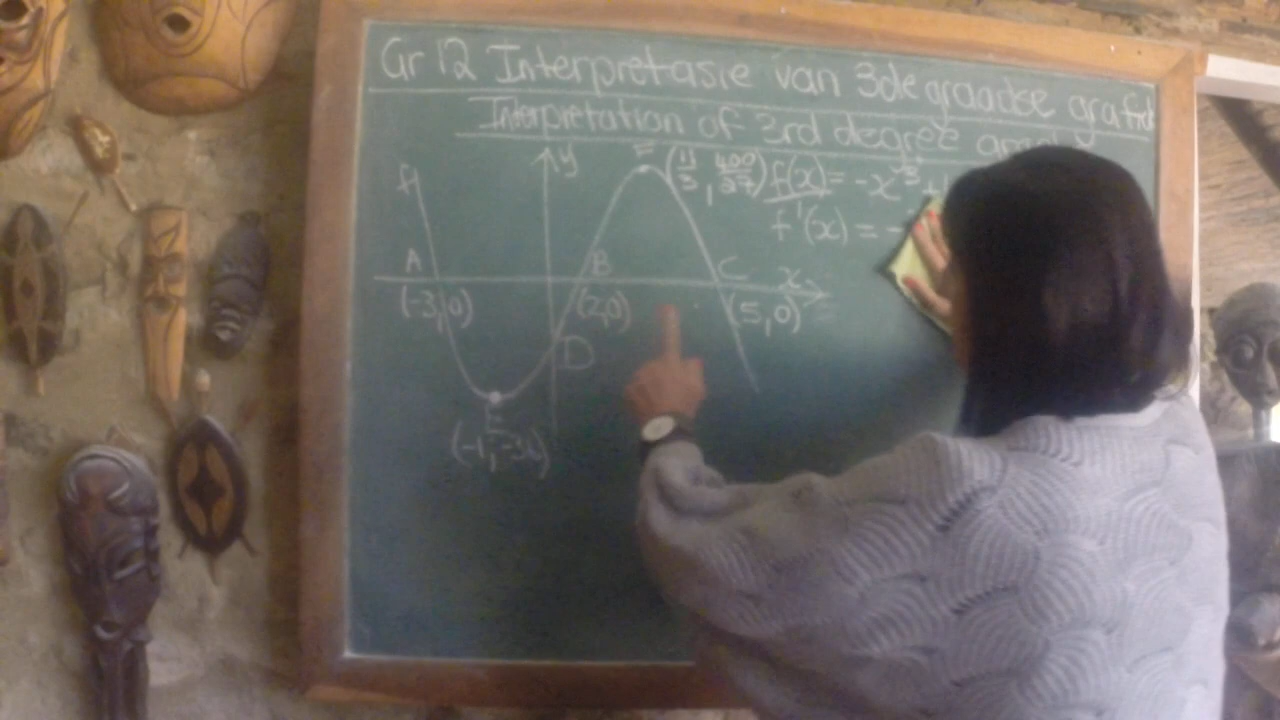 Gr 12 Interpretasie van 3de graadse grafiek
Interpretation of 3rd degree
f
y
F
(11/3, 400/27)
f(x) = -x³ +
f'(x) = -
A
B
C
x
(-3,0)
(2,0)
(5,0)
D
E
(-1,-36)